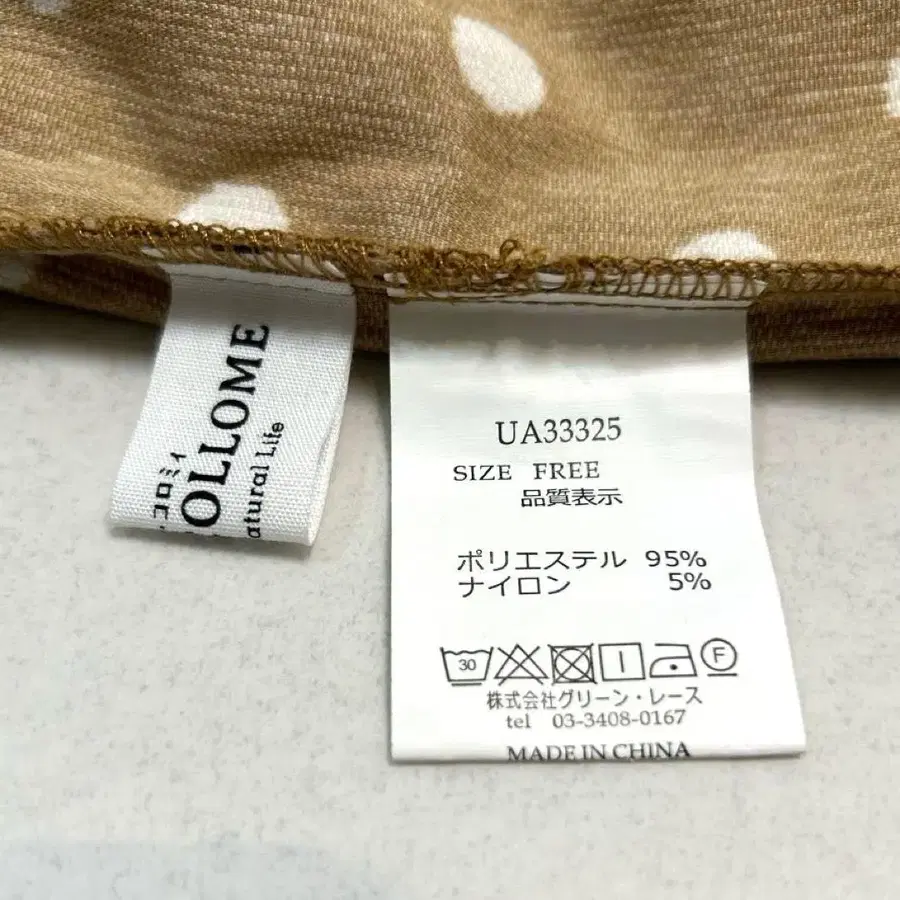 コロミィ
OLLOME
atural Life
UA33325
SIZE FREE
品質表示
ポリエステル 95%
ナイロン 5%
30
F
株式会社グリーン・レース
tel 03-3408-0167
MADE IN CHINA